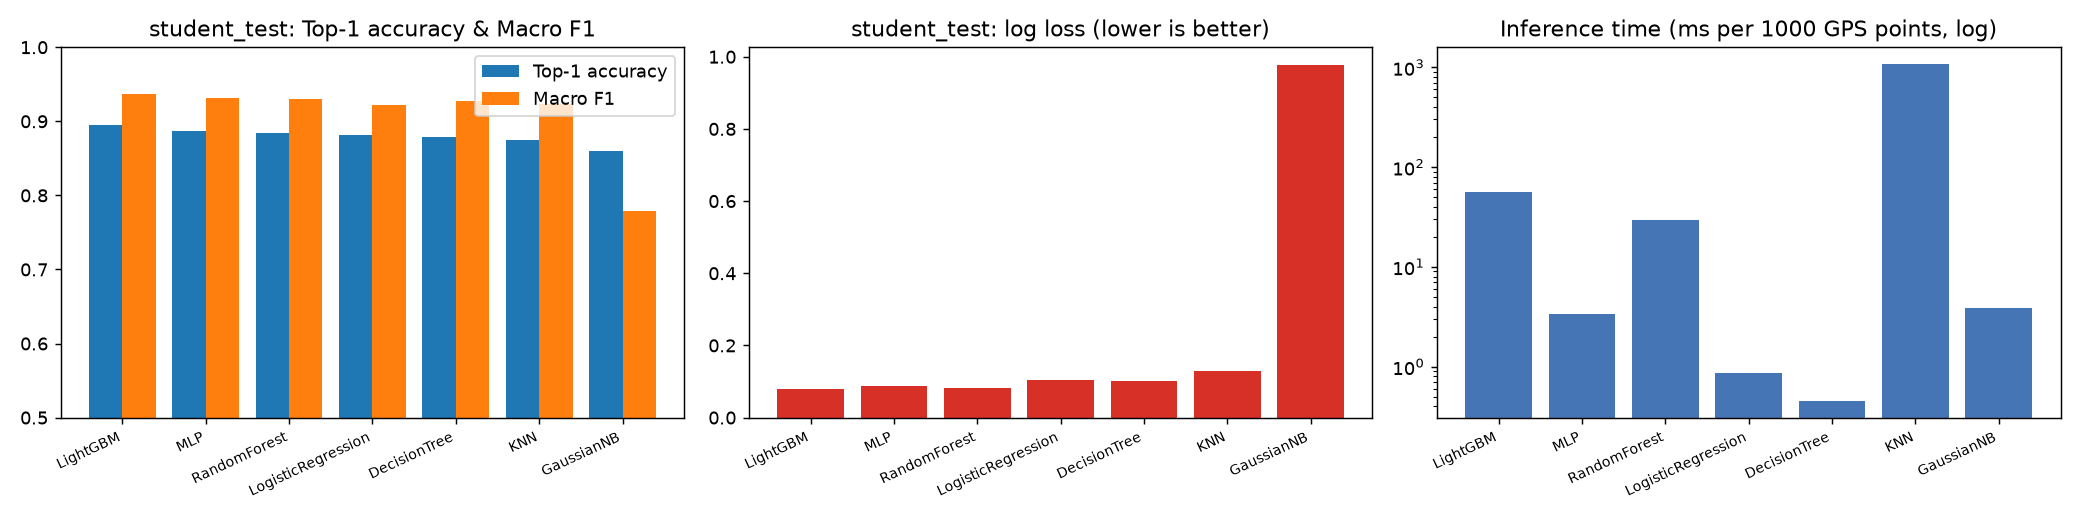 student_test: Top-1 accuracy & Macro F1
1.0
0.9
0.8
0.7
0.6
0.5
Top-1 accuracy
Macro F1
LightGBM
MLP
RandomForest
LogisticRegression
DecisionTree
KNN
GaussianNB
student_test: log loss (lower is better)
1.0
0.8
0.6
0.4
0.2
0.0
LightGBM
MLP
RandomForest
LogisticRegression
DecisionTree
KNN
GaussianNB
Inference time (ms per 1000 GPS points, log)
10³
10²
10¹
10⁰
LightGBM
MLP
RandomForest
LogisticRegression
DecisionTree
KNN
GaussianNB